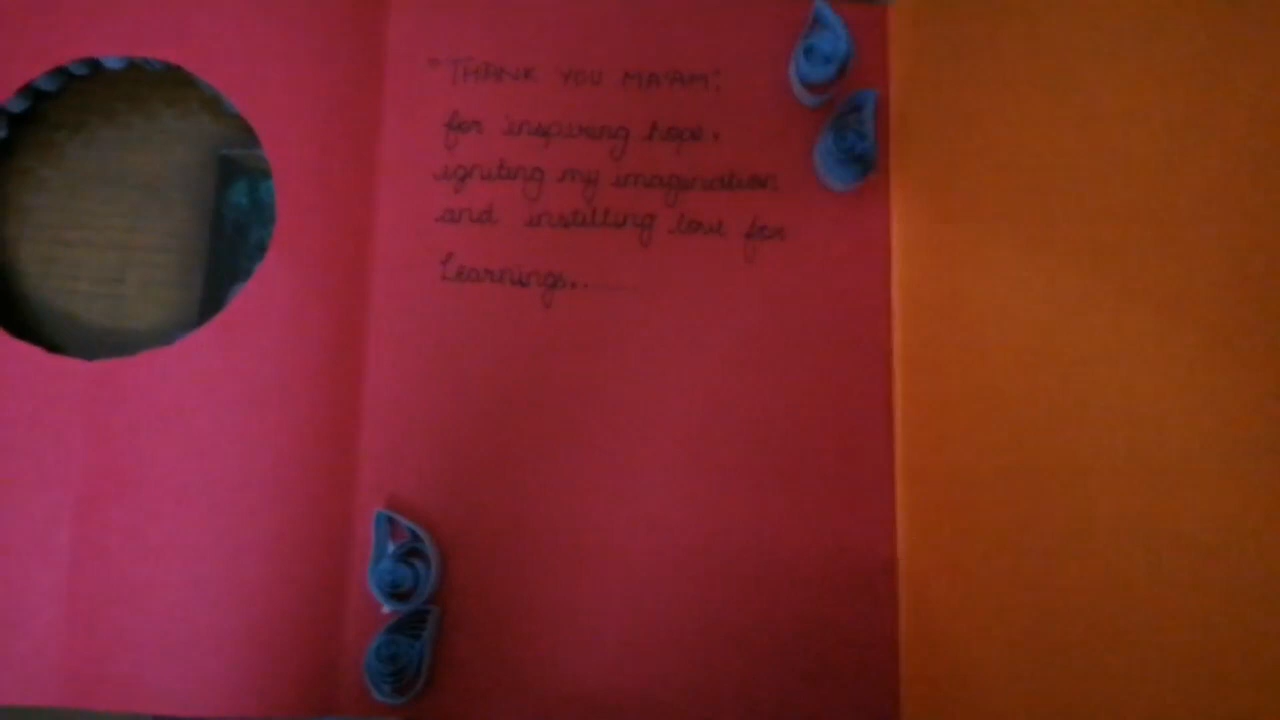 "THANK YOU MA'AM:
for inspiring hope.
igniting my imagination
and instilling love for
Learnings........